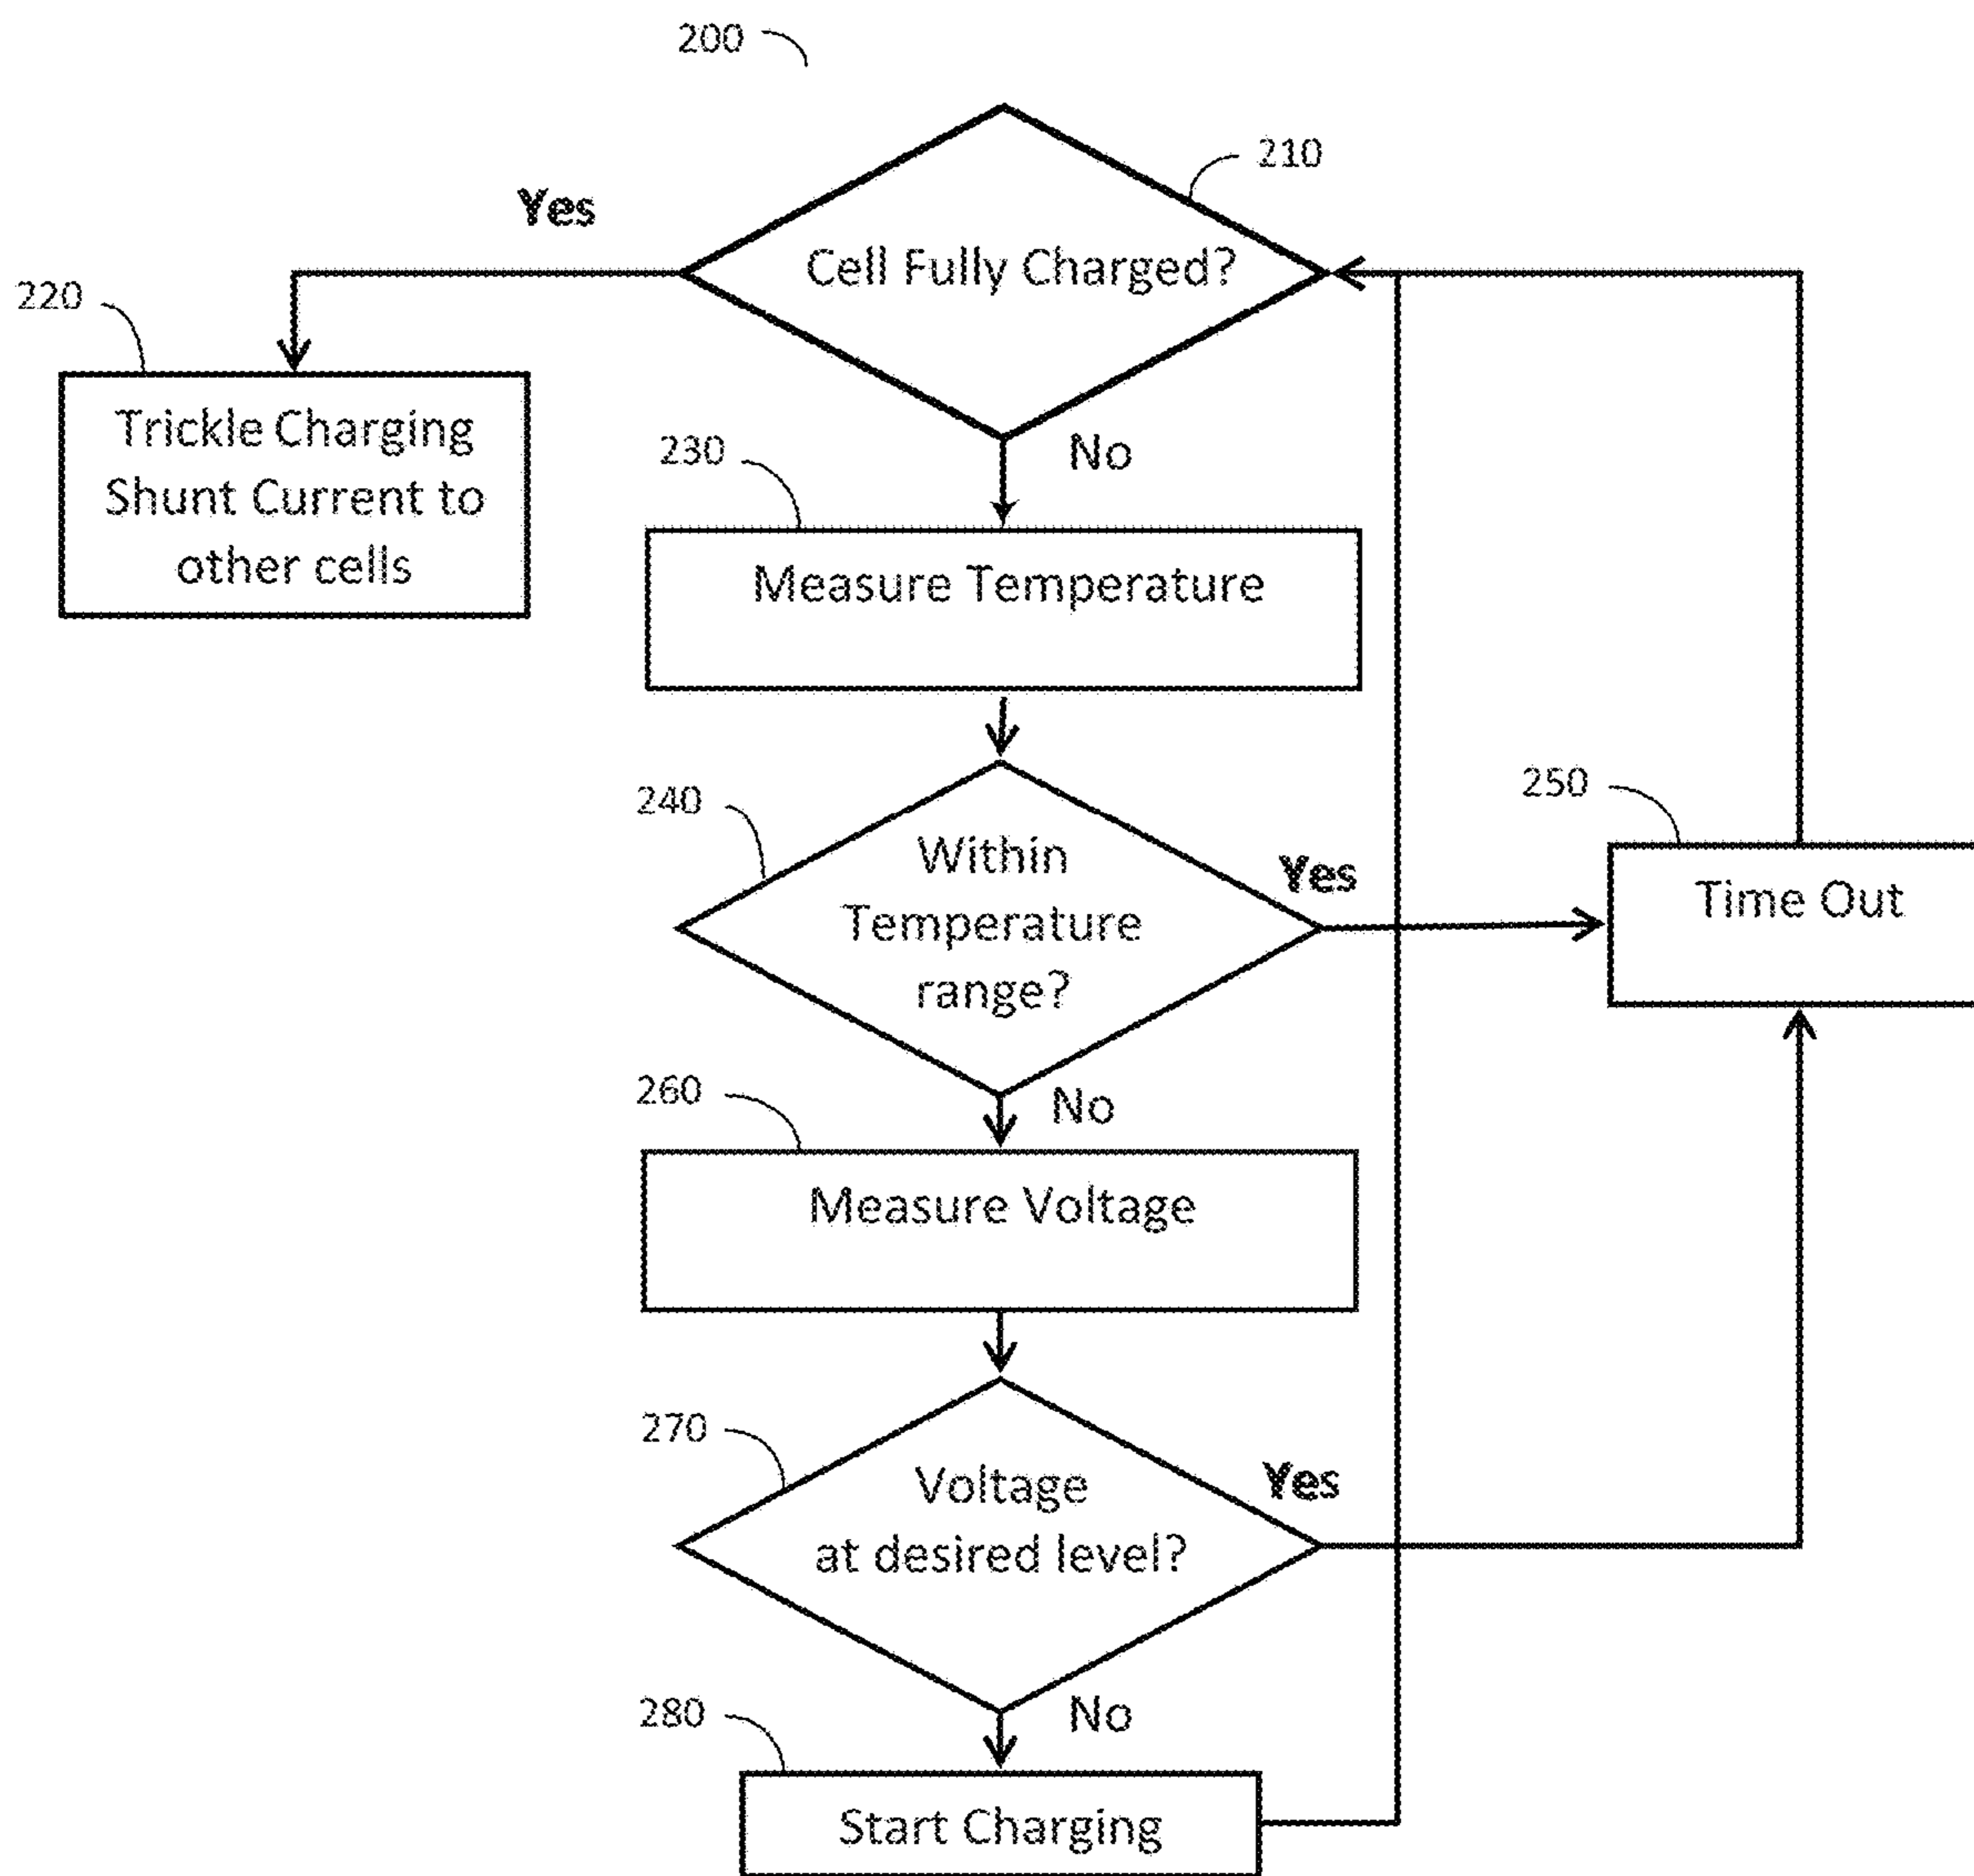 200
210
Yes
Cell Fully Charged?
220
Trickle Charging
Shunt Current to
other cells
No
230
Measure Temperature
240
Within
Temperature
range?
Yes
250
Time Out
No
260
Measure Voltage
270
Voltage
at desired level?
Yes
No
280
Start Charging